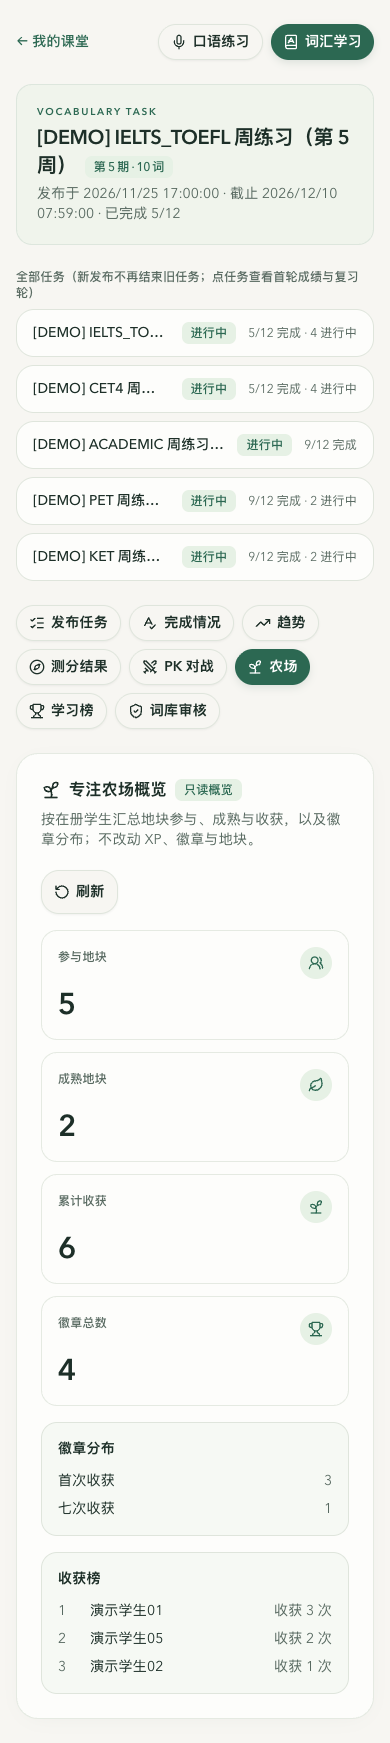 ← 我的课堂
口语练习
词汇学习
VOCABULARY TASK
[DEMO] IELTS_TOEFL 周练习（第 5
周） 第 5 期 · 10 词
发布于 2026/11/25 17:00:00 · 截止 2026/12/10
07:59:00 · 已完成 5/12
全部任务（新发布不再结束旧任务；点任务查看首轮成绩与复习
轮）
[DEMO] IELTS_TO... 进行中 5/12 完成 · 4 进行中
[DEMO] CET4 周... 进行中 5/12 完成 · 4 进行中
[DEMO] ACADEMIC 周练习... 进行中 9/12 完成
[DEMO] PET 周练... 进行中 9/12 完成 · 2 进行中
[DEMO] KET 周练... 进行中 9/12 完成 · 2 进行中
发布任务 完成情况 趋势
测分结果 PK 对战 农场
学习榜 词库审核
专注农场概览 只读概览
按在册学生汇总地块参与、成熟与收获，以及徽
章分布；不改动 XP、徽章与地块。
刷新
参与地块
5
成熟地块
2
累计收获
6
徽章总数
4
徽章分布
首次收获 3
七次收获 1
收获榜
1 演示学生01 收获 3 次
2 演示学生05 收获 2 次
3 演示学生02 收获 1 次